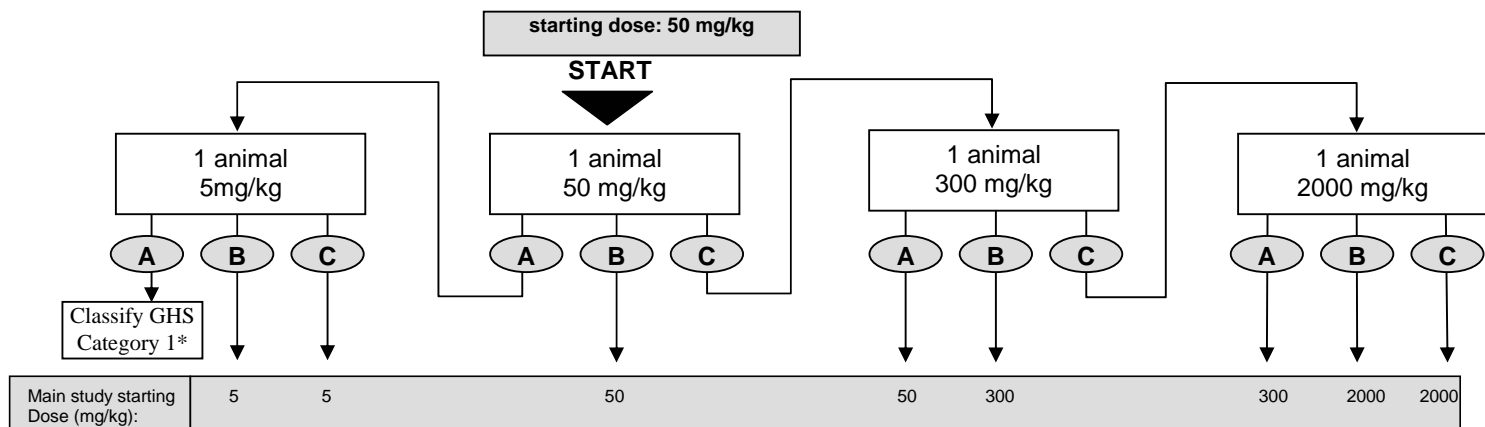 starting dose: 50 mg/kg
START
1 animal
5mg/kg
1 animal
50 mg/kg
1 animal
300 mg/kg
1 animal
2000 mg/kg
A B C A B C A B C A B C
Classify GHS
Category 1*
Main study starting
Dose (mg/kg):
5 5 50 50 300 300 2000 2000